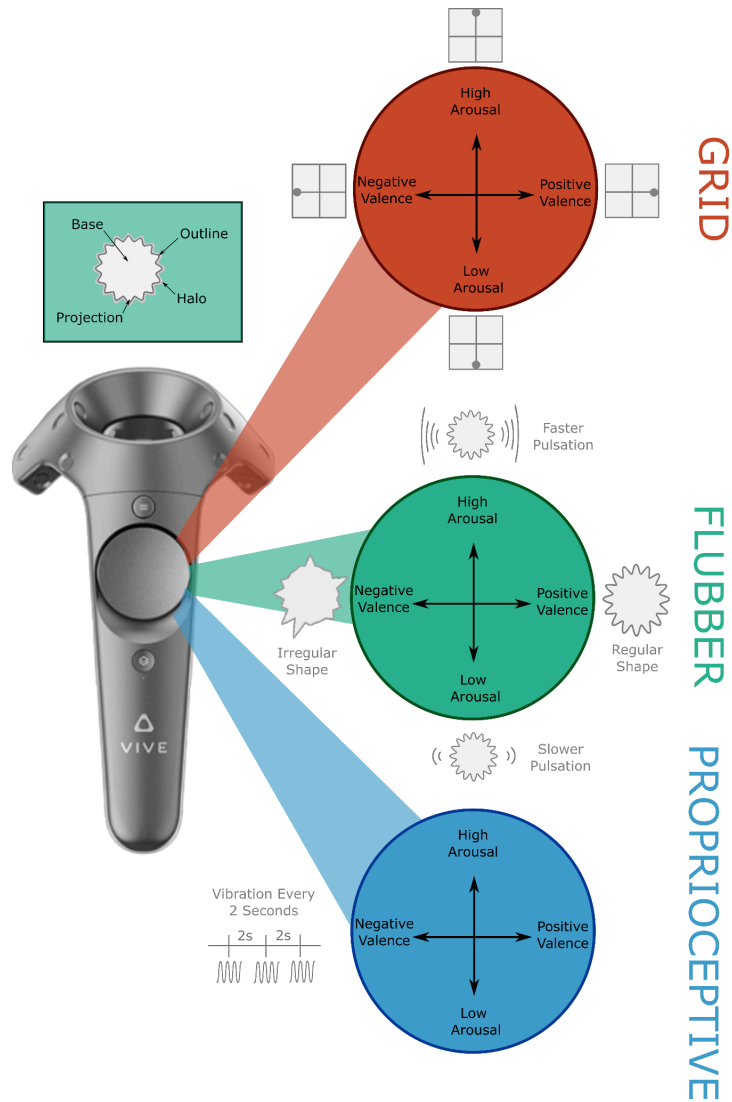 High
Arousal
Negative
Valence
Positive
Valence
Low
Arousal
GRID
Base
Outline
Halo
Projection
Faster
Pulsation
High
Arousal
Negative
Valence
Positive
Valence
Low
Arousal
Irregular
Shape
Regular
Shape
FLUBBER
Slower
Pulsation
VIVE
High
Arousal
Negative
Valence
Positive
Valence
Low
Arousal
Vibration Every
2 Seconds
2s 2s
PROPRIOCEPTIVE